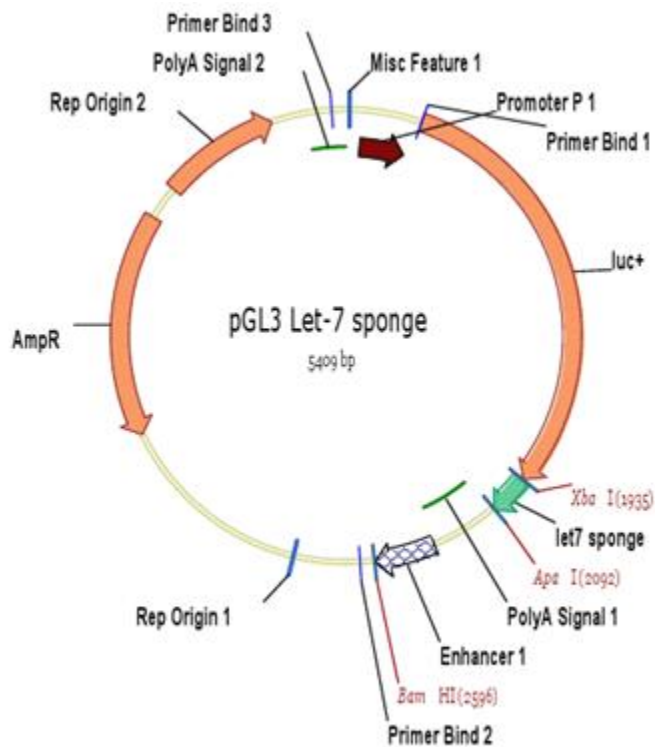 Primer Bind 3
PolyA Signal 2
Misc Feature 1
Rep Origin 2
Promoter P 1
Primer Bind 1
luc+
pGL3 Let-7 sponge
5409 bp
AmpR
Xba I(1935)
let7 sponge
Apa I(2092)
Rep Origin 1
PolyA Signal 1
Enhancer 1
Bam HI(2596)
Primer Bind 2